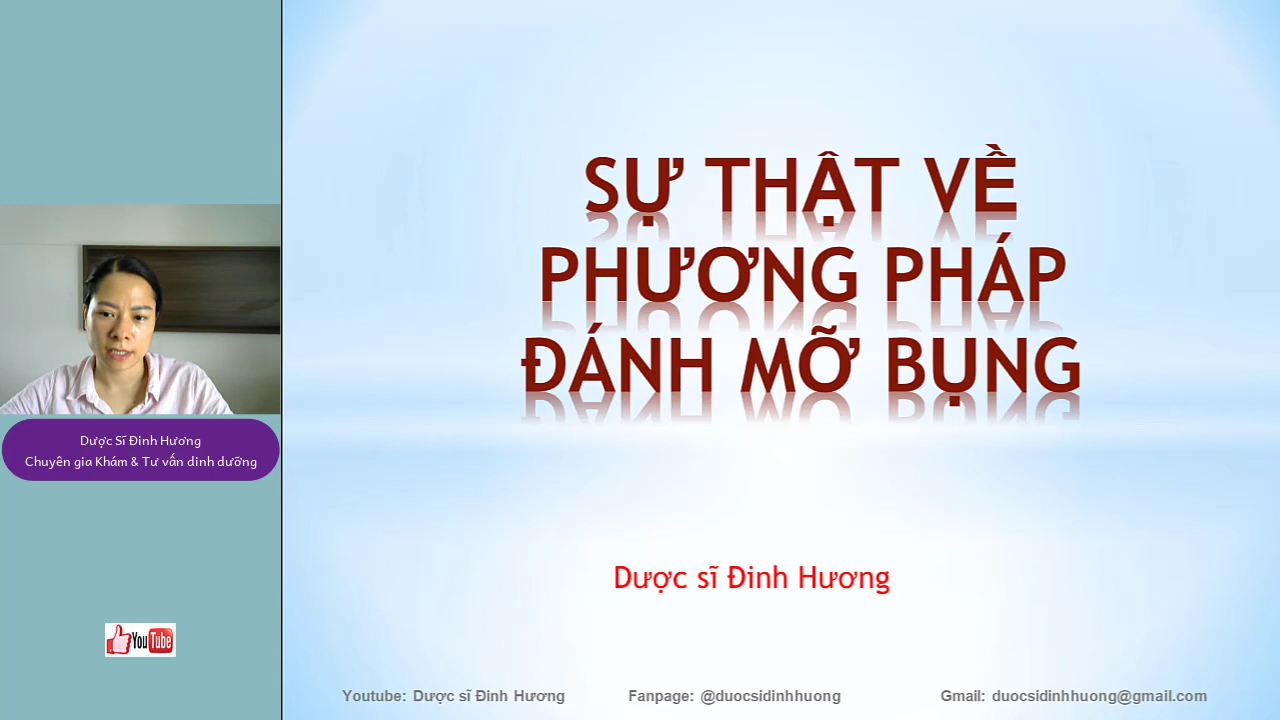 SỰ THẬT VỀ
PHƯƠNG PHÁP
ĐÁNH MỠ BỤNG
Dược Sĩ Đinh Hương
Chuyên gia Khám & Tư vấn dinh dưỡng
Dược sĩ Đinh Hương
YouTube
Youtube: Dược sĩ Đinh Hương Fanpage: @duocsidinhhuong Gmail: duocsidinhhuong@gmail.com